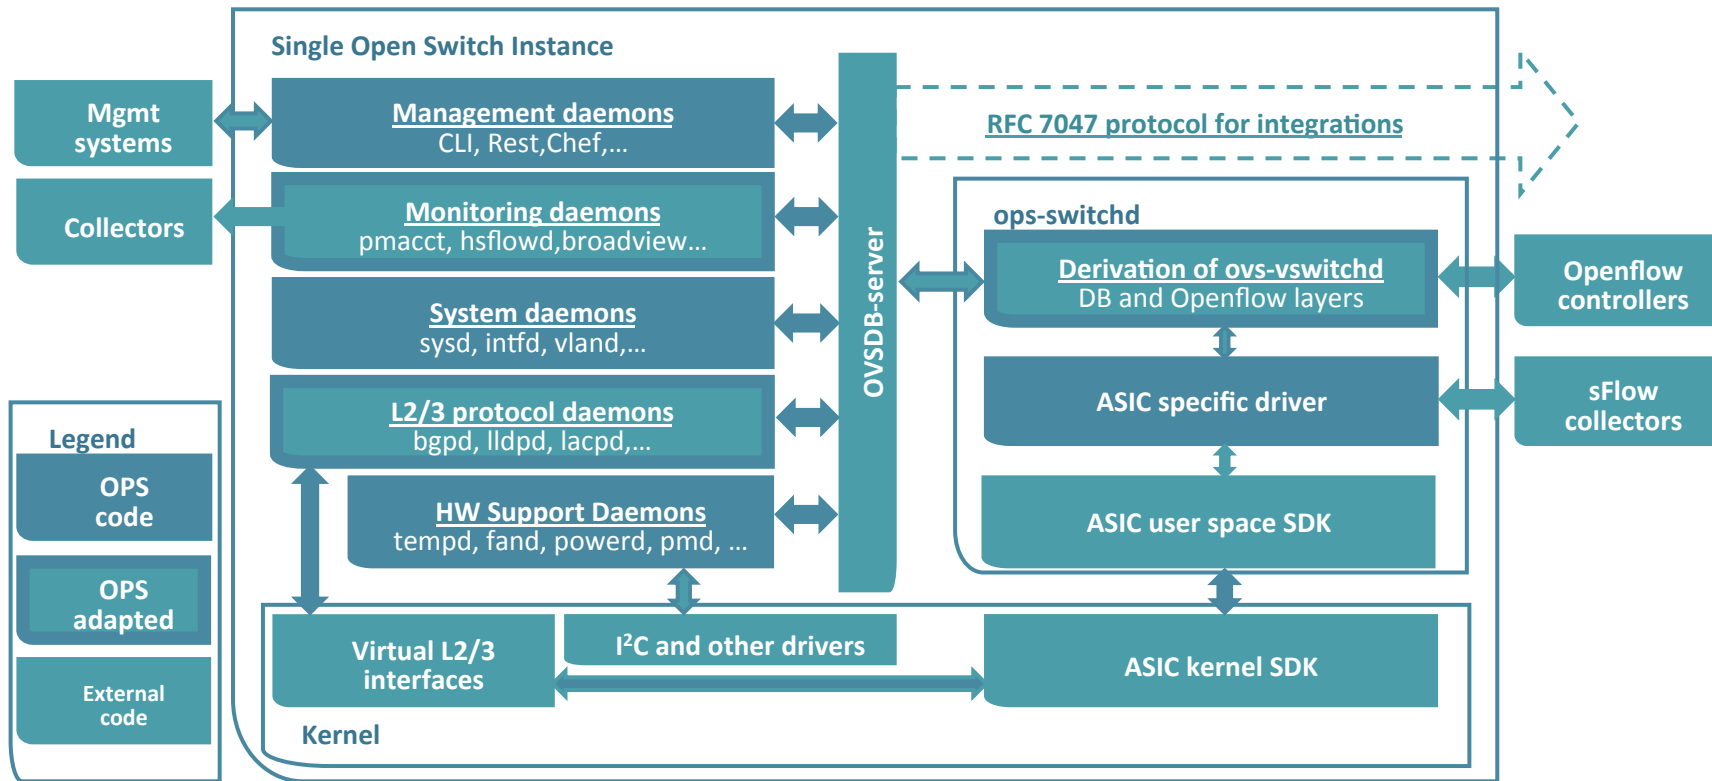 Single Open Switch Instance
Mgmt
systems
Collectors
Management daemons
CLI, Rest,Chef,...
Monitoring daemons
pmacct, hsflowd,broadview...
System daemons
sysd, intfd, vland,...
L2/3 protocol daemons
bgpd, lldpd, lacpd,...
HW Support Daemons
tempd, fand, powerd, pmd, ...
OVSDB-server
RFC 7047 protocol for integrations
ops-switchd
Derivation of ovs-vswitchd
DB and Openflow layers
ASIC specific driver
ASIC user space SDK
Openflow
controllers
sFlow
collectors
Legend
OPS
code
OPS
adapted
External
code
Virtual L2/3
interfaces
I²C and other drivers
ASIC kernel SDK
Kernel